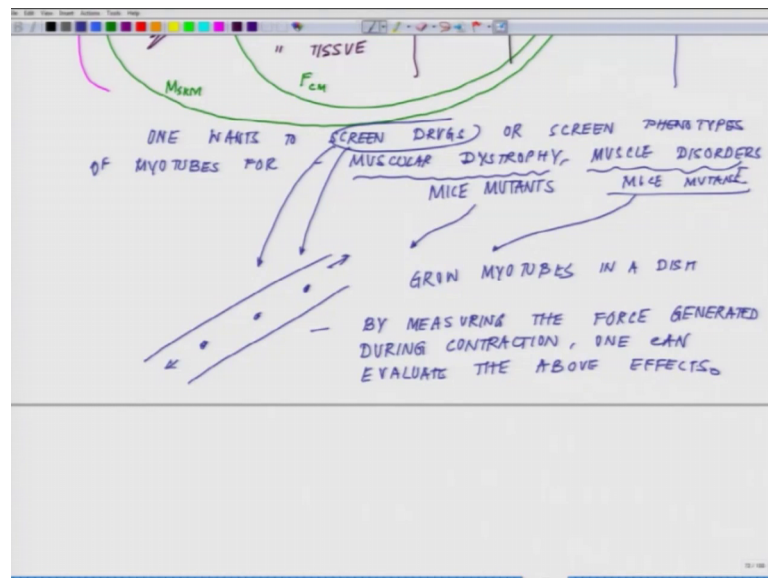 " TISSUE
MSKM
FCM
ONE WANTS TO SCREEN DRUGS) OR SCREEN PHENOTYPES
OF MYOTUBES FOR - MUSCULAR DYSTROPHY, MUSCLE DISORDERS
MICE MUTANTS MICE MUTANT
GROW MYOTUBES IN A DISH
— BY MEASURING THE FORCE GENERATED
DURING CONTRACTION, ONE CAN
EVALUATE THE ABOVE EFFECTS.